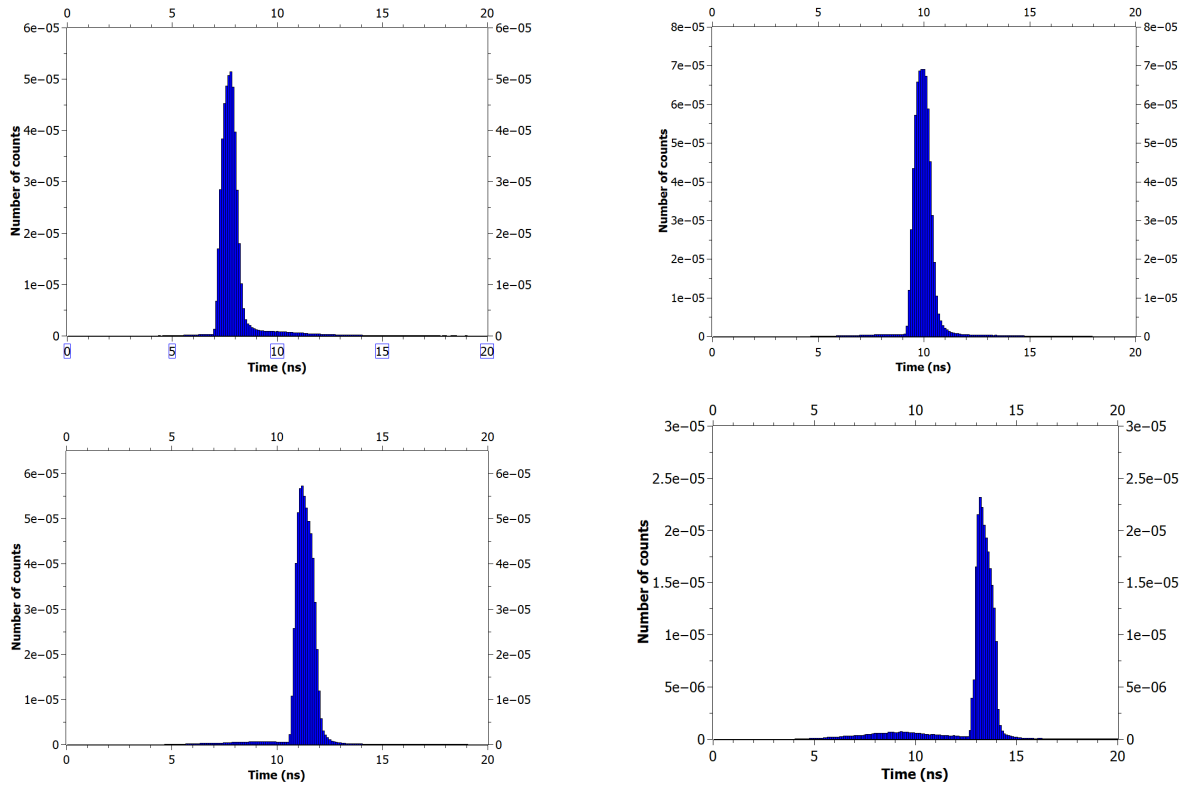 0 5 10 15 20
6e−05 6e−05
5e−05 5e−05
4e−05 4e−05
3e−05 3e−05
2e−05 2e−05
1e−05 1e−05
0 0
Number of counts
0 5 10 15 20
Time (ns)
0 5 10 15 20
8e−05 8e−05
7e−05 7e−05
6e−05 6e−05
5e−05 5e−05
4e−05 4e−05
3e−05 3e−05
2e−05 2e−05
1e−05 1e−05
0 0
Number of counts
0 5 10 15 20
Time (ns)
0 5 10 15 20
6e−05 6e−05
5e−05 5e−05
4e−05 4e−05
3e−05 3e−05
2e−05 2e−05
1e−05 1e−05
0 0
Number of counts
0 5 10 15 20
Time (ns)
0 5 10 15 20
3e−05 3e−05
2.5e−05 2.5e−05
2e−05 2e−05
1.5e−05 1.5e−05
1e−05 1e−05
5e−06 5e−06
0 0
Number of counts
0 5 10 15 20
Time (ns)